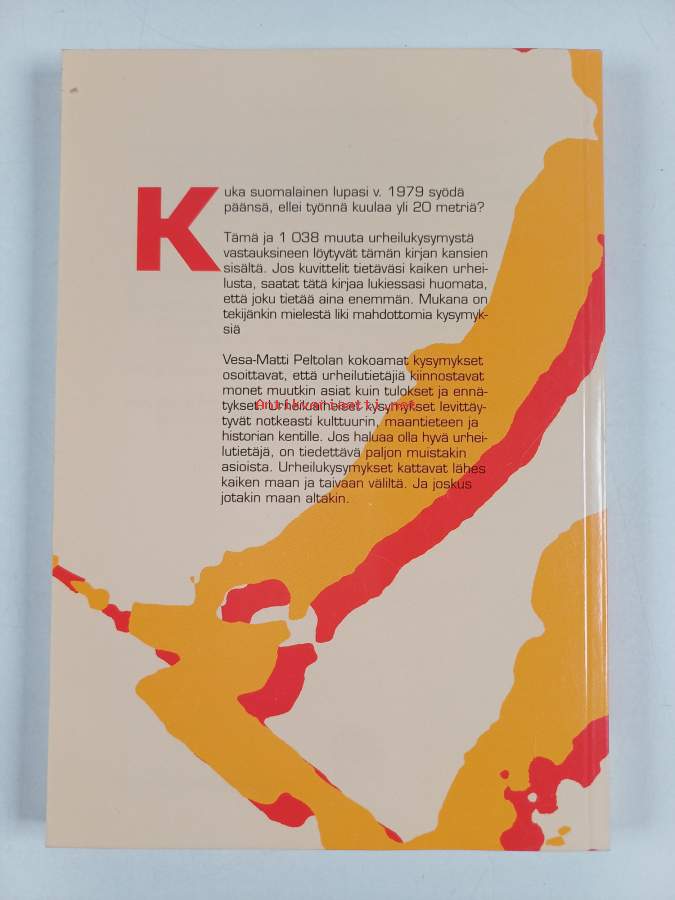 Kuka suomalainen lupasi v. 1979 syödä
päänsä, ellei työnnä kuulaa yli 20 metriä?
Tämä ja 1 038 muuta urheilukysymystä
vastauksineen löytyvät tämän kirjan kansien
sisältä. Jos kuvittelit tietäväsi kaiken urhei-
lusta, saatat tätä kirjaa lukiessasi huomata,
että joku tietää aina enemmän. Mukana on
tekijänkin mielestä liki mahdottomia kysymyk-
siä
Vesa-Matti Peltolan kokoamat kysymykset
osoittavat, että urheilutietäjiä kiinnostavat
monet muutkin asiat kuin tulokset ja ennä-
tykset. Urheiluaiheiset kysymykset levittäy-
Antikvariaatti.net
tyvät notkeasti kulttuurin, maantieteen ja
historian kentille. Jos haluaa olla hyvä urhei-
lutietäjä, on tiedettävä paljon muistakin
asioista. Urheilukysymykset kattavat lähes
kaiken maan ja taivaan väliltä. Ja joskus
jotakin maan altakin.